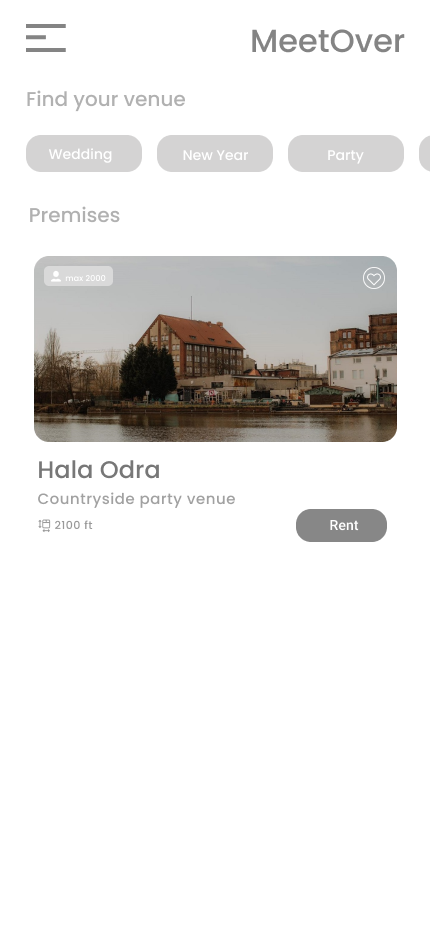 MeetOver
Find your venue
Wedding
New Year
Party
Premises
max 2000
Hala Odra
Countryside party venue
2100 ft
Rent